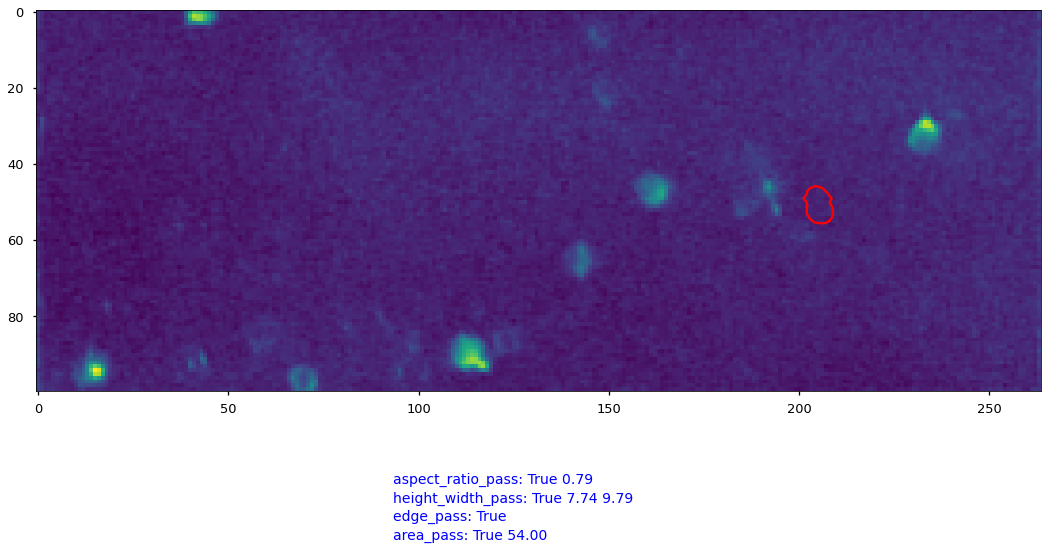 0
20
40
60
80
0 50 100 150 200 250
aspect_ratio_pass: True 0.79
height_width_pass: True 7.74 9.79
edge_pass: True
area_pass: True 54.00